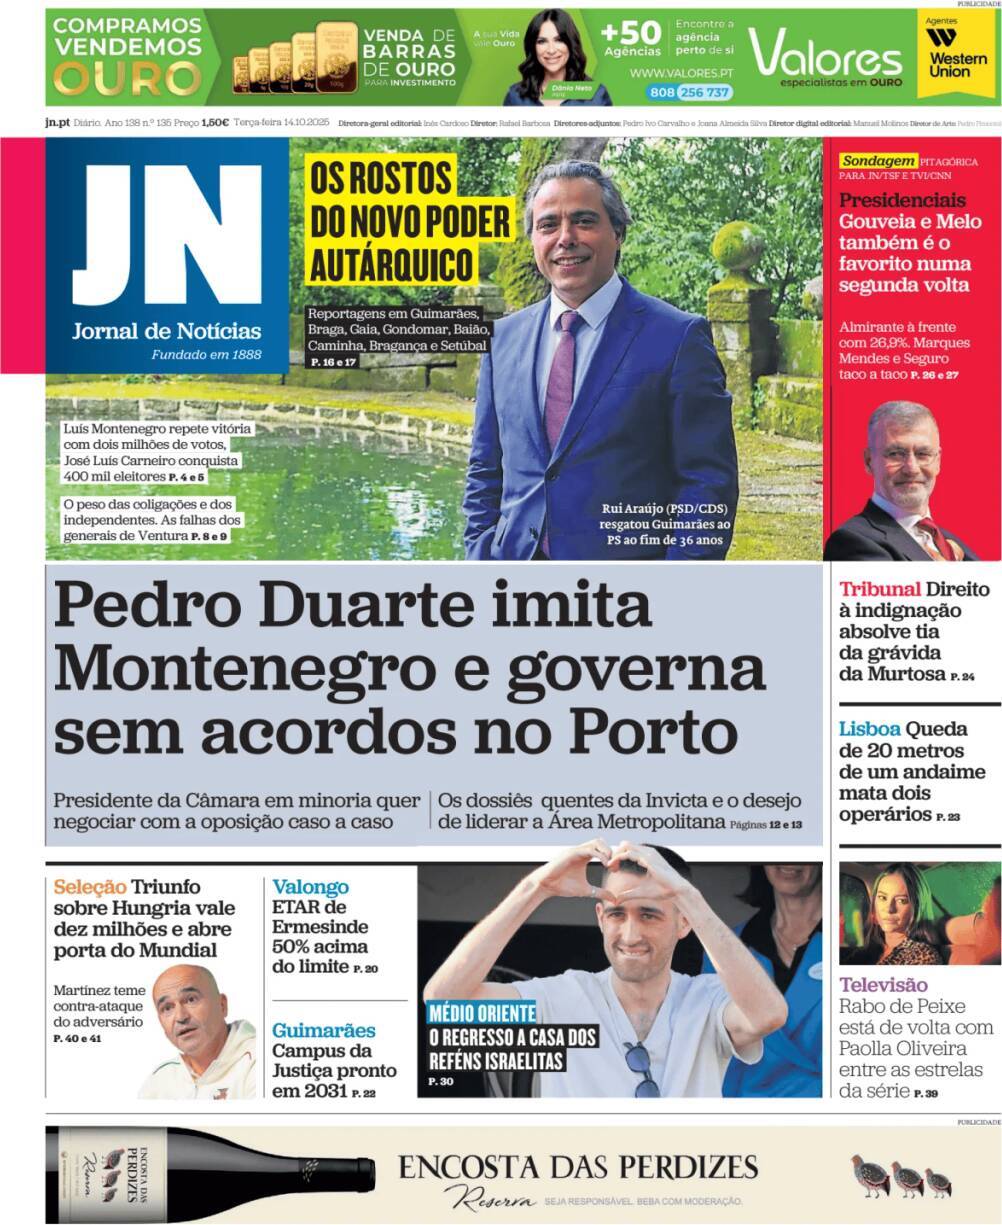 PUBLICIDADE
COMPRAMOS
VENDEMOS
OURO
VENDA DE
BARRAS
DE OURO
PARA INVESTIMENTO
A sua Vida
vale Ouro
Dânia Neto
+50
Agências
Encontre a
agência
perto de si
WWW.VALORES.PT
808 256 737
Valores
especialistas em OURO
Agentes
Western
Union
jn.pt Diário. Ano 138 n.º 135 Preço 1,50€ Terça-feira 14.10.2025 Diretora-geral editorial: Inês Cardoso Diretor: Rafael Barbosa Diretores-adjuntos: Pedro Ivo Carvalho e Joana Almeida Silva Diretor digital editorial: Manuel Molinos Diretor de Arte: Pedro Pimentel
JN
Jornal de Notícias
Fundado em 1888
OS ROSTOS
DO NOVO PODER
AUTÁRQUICO
Reportagens em Guimarães,
Braga, Gaia, Gondomar, Baião,
Caminha, Bragança e Setúbal
P. 16 e 17
Luís Montenegro repete vitória
com dois milhões de votos,
José Luís Carneiro conquista
400 mil eleitores P. 4 e 5
O peso das coligações e dos
independentes. As falhas dos
generais de Ventura P. 8 e 9
Rui Araújo (PSD/CDS)
resgatou Guimarães ao
PS ao fim de 36 anos
Sondagem PITAGÓRICA
PARA JN/TSF E TVI/CNN
Presidenciais
Gouveia e Melo
também é o
favorito numa
segunda volta
Almirante à frente
com 26,9%. Marques
Mendes e Seguro
taco a taco P. 26 e 27
Pedro Duarte imita
Montenegro e governa
sem acordos no Porto
Presidente da Câmara em minoria quer
negociar com a oposição caso a caso
Os dossiês quentes da Invicta e o desejo
de liderar a Área Metropolitana Páginas 12 e 13
Tribunal Direito
à indignação
absolve tia
da grávida
da Murtosa P. 24
Lisboa Queda
de 20 metros
de um andaime
mata dois
operários P. 23
Seleção Triunfo
sobre Hungria vale
dez milhões e abre
porta do Mundial
Martínez teme
contra-ataque
do adversário
P. 40 e 41
Valongo
ETAR de
Ermesinde
50% acima
do limite P. 20
Guimarães
Campus da
Justiça pronto
em 2031 P. 22
MÉDIO ORIENTE
O REGRESSO A CASA DOS
REFÉNS ISRAELITAS
P. 30
Televisão
Rabo de Peixe
está de volta com
Paolla Oliveira
entre as estrelas
da série P. 39
PUBLICIDADE
ENCOSTA DAS
PERDIZES
Reserva
ENCOSTA DAS PERDIZES
Reserva SEJA RESPONSÁVEL. BEBA COM MODERAÇÃO.